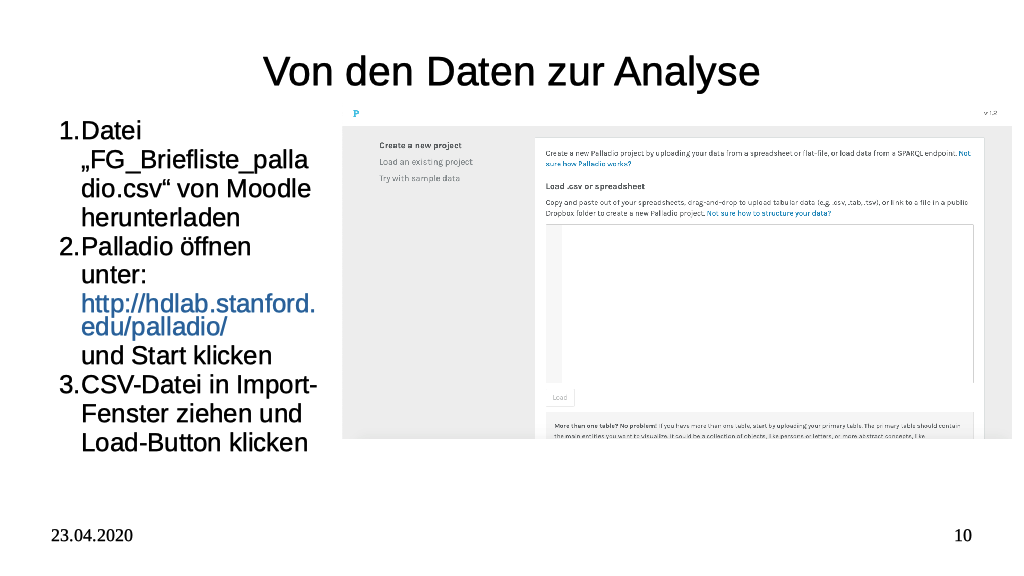 Von den Daten zur Analyse
1. Datei
„FG_Briefliste_palla
dio.csv“ von Moodle
herunterladen
2. Palladio öffnen
unter:
http://hdlab.stanford.
edu/palladio/
und Start klicken
3. CSV-Datei in Import-
Fenster ziehen und
Load-Button klicken
P
v 1.2
Create a new project
Load an existing project
Try with sample data
Create a new Palladio project by uploading your data from a spreadsheet or flat-file, or load data from a SPARQL endpoint. Not
sure how Palladio works?
Load .csv or spreadsheet
Copy and paste out of your spreadsheets, drag-and-drop to upload tabular data (e.g. .csv, .tab, .tsv), or link to a file in a public
Dropbox folder to create a new Palladio project. Not sure how to structure your data?
Load
More than one table? No problem! If you have more than one table, start by uploading your primary table. The primary table should contain
the main entities you want to visualize. It could be a collection of objects, like persons or letters, or more abstract concepts, like
23.04.2020
10